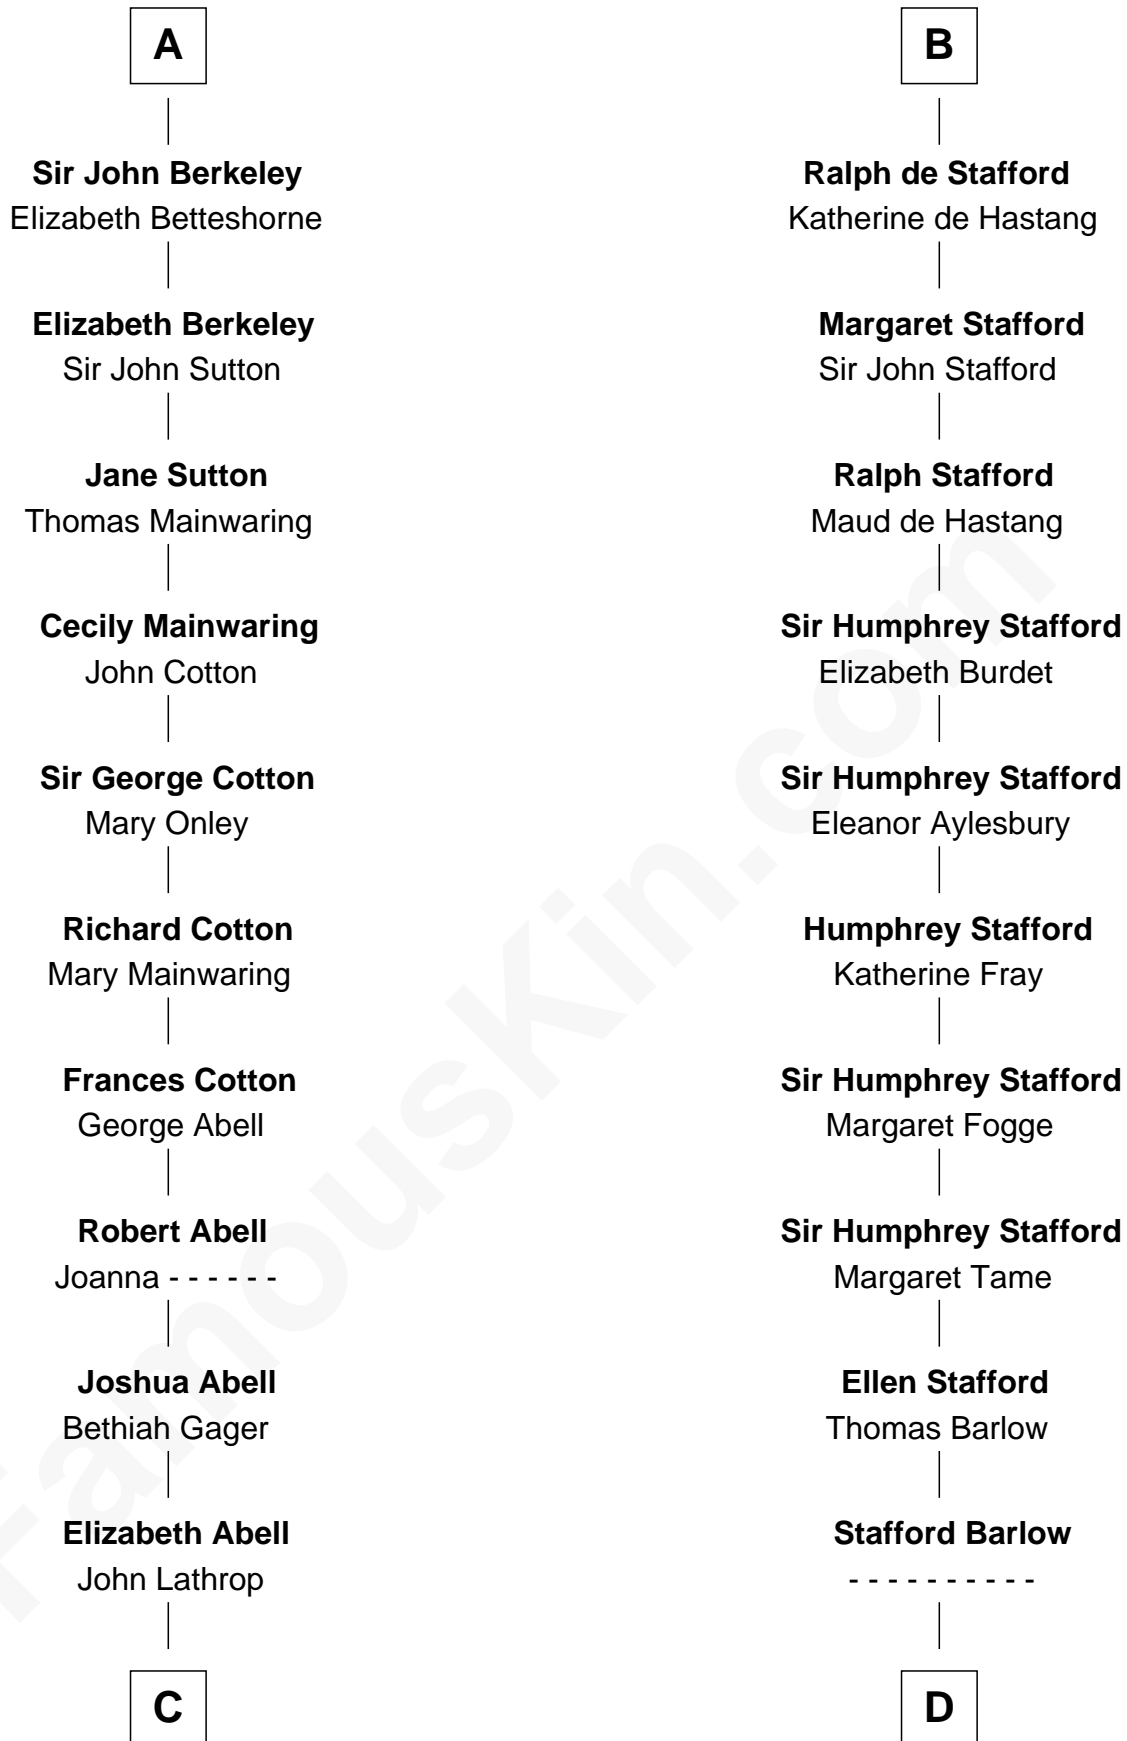 A
Sir John Berkeley
Elizabeth Betteshorne
Elizabeth Berkeley
Sir John Sutton
Jane Sutton
Thomas Mainwaring
Cecily Mainwaring
John Cotton
Sir George Cotton
Mary Onley
Richard Cotton
Mary Mainwaring
Frances Cotton
George Abell
Robert Abell
Joanna - - - - - -
Joshua Abell
Bethiah Gager
Elizabeth Abell
John Lathrop
C
B
Ralph de Stafford
Katherine de Hastang
Margaret Stafford
Sir John Stafford
Ralph Stafford
Maud de Hastang
Sir Humphrey Stafford
Elizabeth Burdet
Sir Humphrey Stafford
Eleanor Aylesbury
Humphrey Stafford
Katherine Fray
Sir Humphrey Stafford
Margaret Fogge
Sir Humphrey Stafford
Margaret Tame
Ellen Stafford
Thomas Barlow
Stafford Barlow
- - - - - - - - - -
D
FamousKin.com